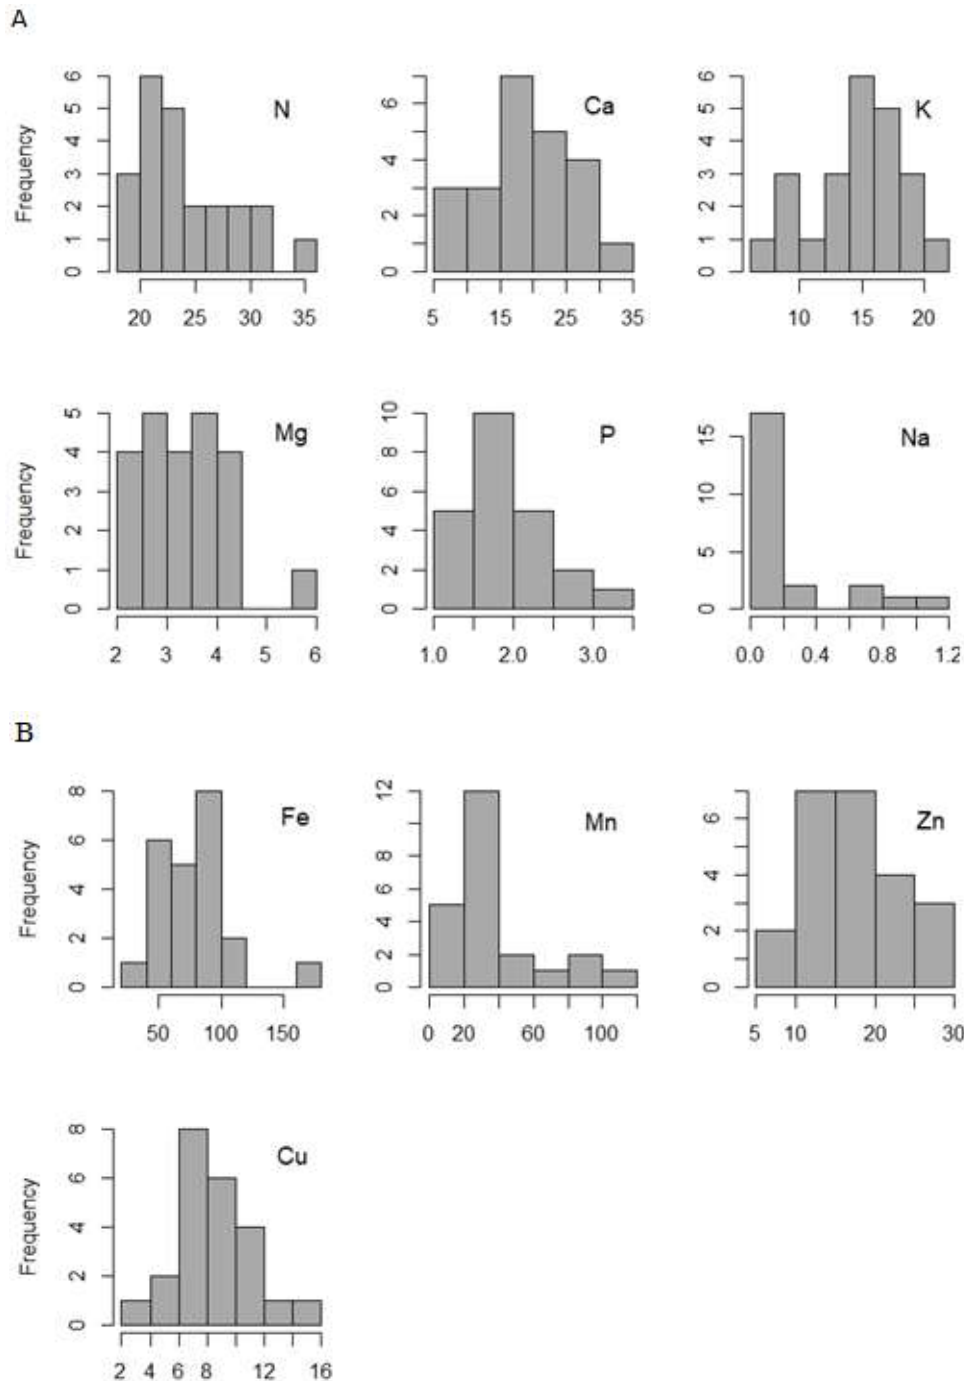 A
N
Ca
K
Frequency
0 1 2 3 4 5 6
0 2 4 6
0 1 2 3 4 5 6
20 25 30 35
5 15 25 35
10 15 20
Mg
P
Na
Frequency
0 1 2 3 4 5
0 2 4 6 8 10
0 5 10 15
2 3 4 5 6
1.0 2.0 3.0
0.0 0.4 0.8 1.2
B
Fe
Mn
Zn
Frequency
0 2 4 6 8
0 2 4 6 8 12
0 2 4 6
50 100 150
0 20 60 100
5 10 20 30
Cu
Frequency
0 2 4 6 8
2 4 6 8 12 16